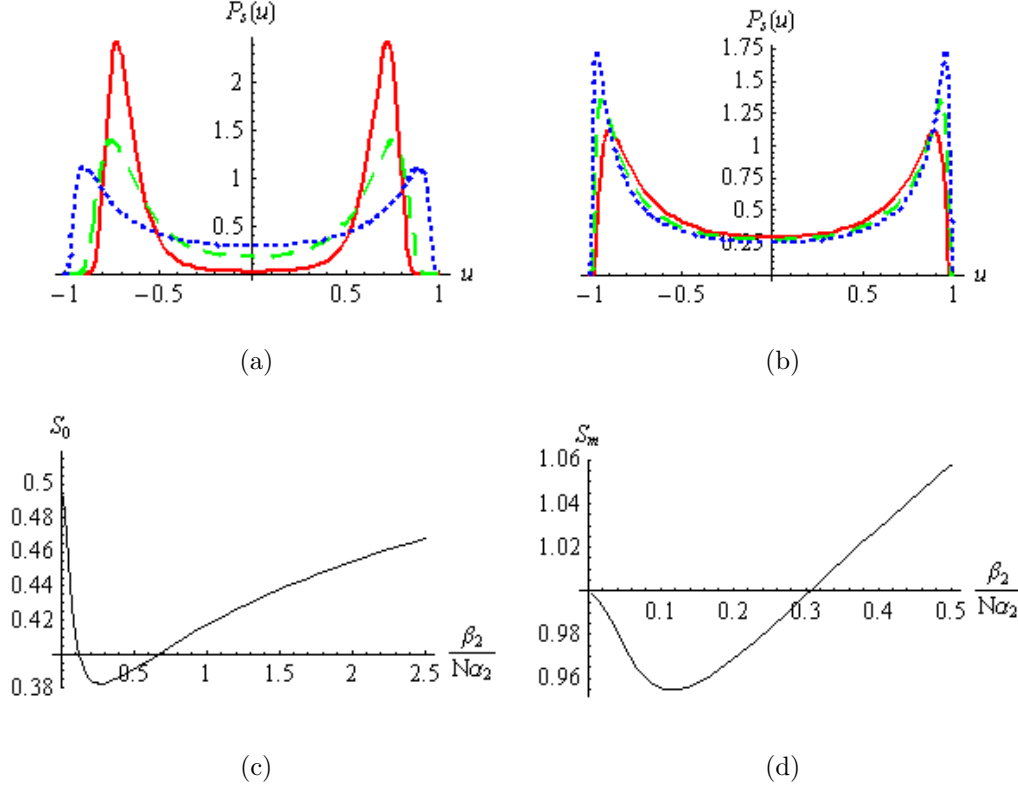 P_s(u)
2
1.5
1
0.5
−1 −0.5 0.5 1 u
(a)
P_s(u)
1.75
1.5
1.25
1
0.75
0.5
0.25
−1 −0.5 0.5 1 u
(b)
S_0
0.5
0.48
0.46
0.44
0.42
0.38
0.5 1 1.5 2 2.5
β_2
Nα_2
(c)
S_m
1.06
1.04
1.02
0.98
0.96
0.1 0.2 0.3 0.4 0.5
β_2
Nα_2
(d)